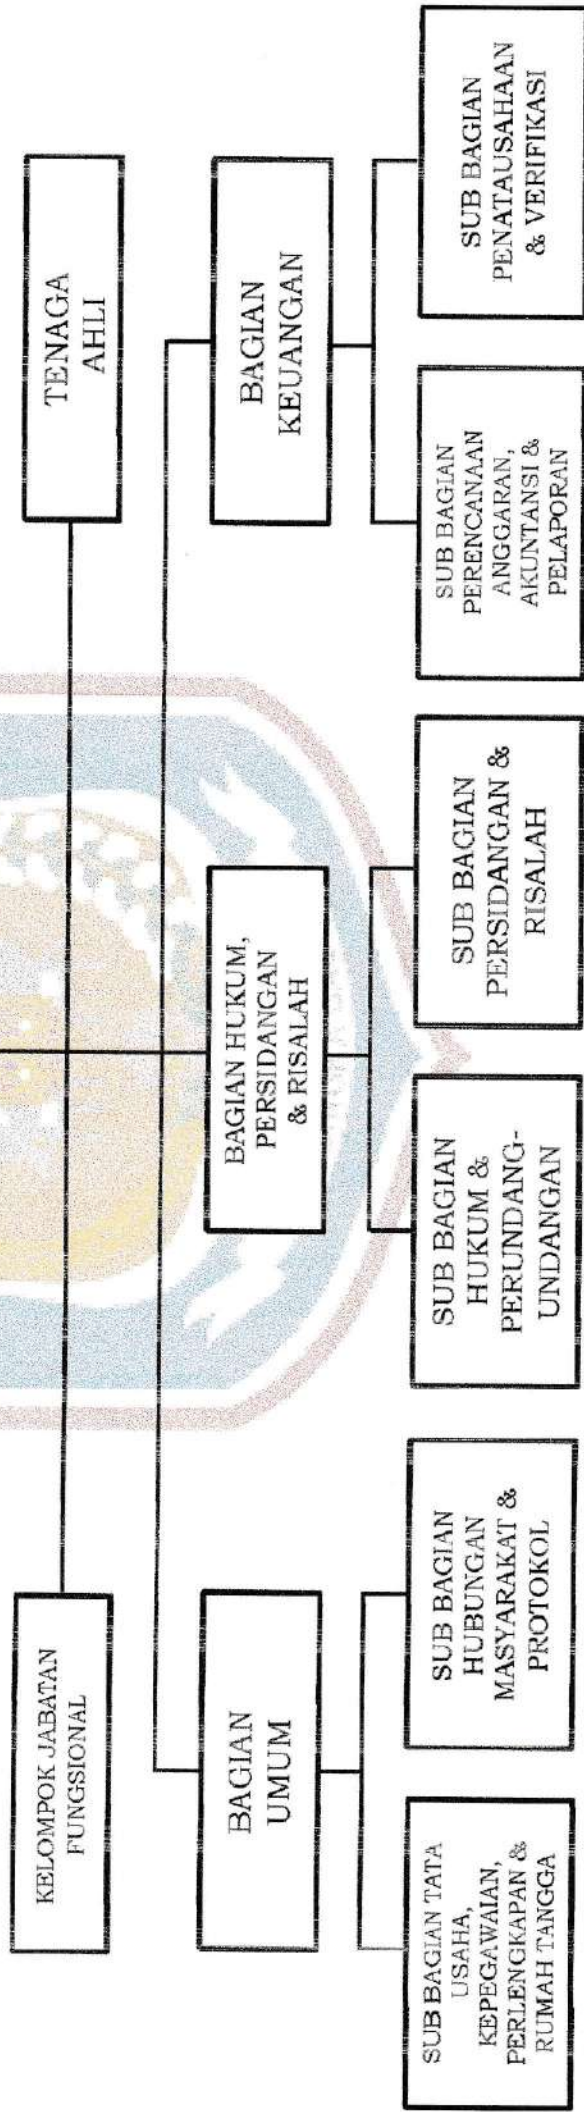 KELOMPOK JABATAN
FUNGSIONAL
TENAGA
AHLI
BAGIAN
UMUM
BAGIAN HUKUM,
PERSIDANGAN
& RISALAH
BAGIAN
KEUANGAN
SUB BAGIAN TATA
USAHA,
KEPEGAWAIAN,
PERLENGKAPAN &
RUMAH TANGGA
SUB BAGIAN
HUBUNGAN
MASYARAKAT &
PROTOKOL
SUB BAGIAN
HUKUM &
PERUNDANG-
UNDANGAN
SUB BAGIAN
PERSIDANGAN &
RISALAH
SUB BAGIAN
PERENCANAAN
ANGGARAN,
AKUNTANSI &
PELAPORAN
SUB BAGIAN
PENATAUSAHAAN
& VERIFIKASI